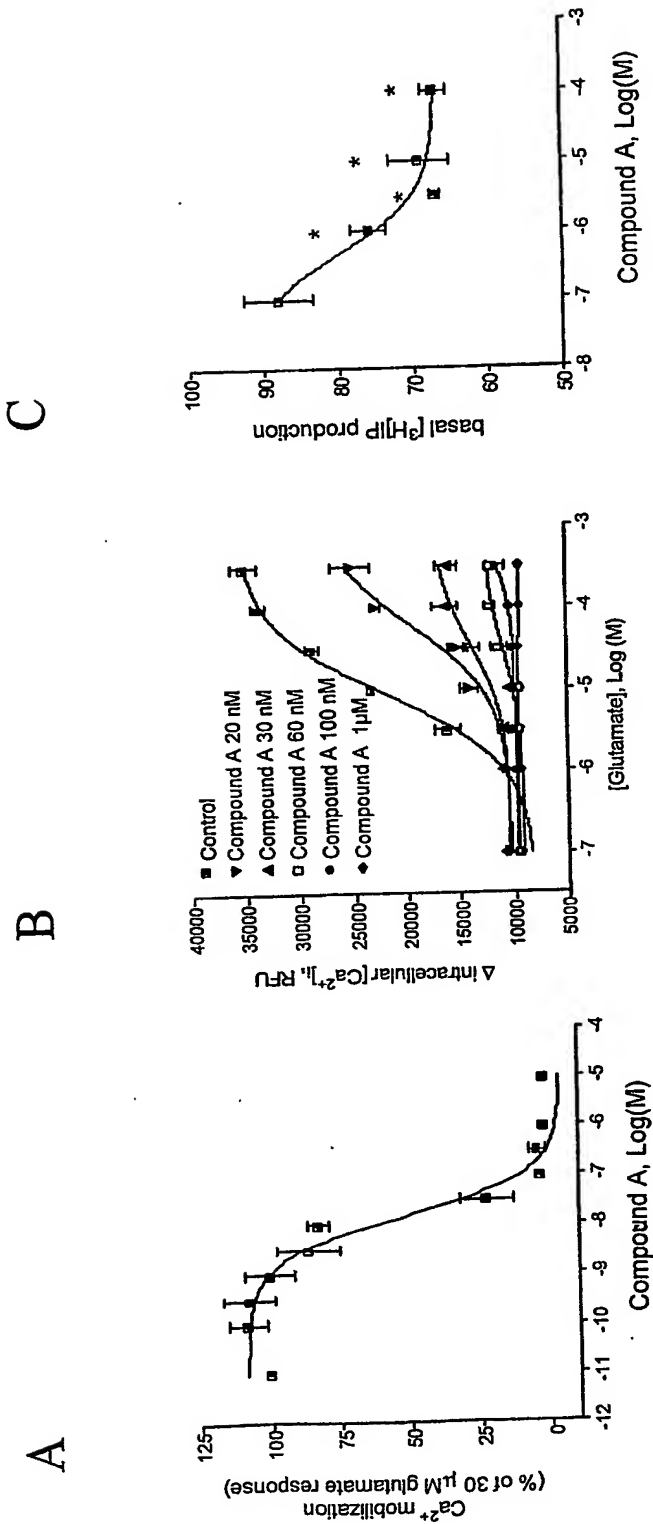 A
Ca²⁺ mobilization
(% of 30 µM glutamate response)
125
100
75
50
25
0
-12
-11
-10
-9
-8
-7
-6
-5
-4
Compound A, Log(M)
B
Δ intracellular [Ca²⁺]ᵢ, RFU
40000
35000
30000
25000
20000
15000
10000
5000
Control
Compound A 20 nM
Compound A 30 nM
Compound A 60 nM
Compound A 100 nM
Compound A 1µM
-7
-6
-5
-4
-3
[Glutamate], Log (M)
C
basal [³H]IP production
100
90
80
70
60
50
*
*
*
*
-8
-7
-6
-5
-4
-3
Compound A, Log(M)